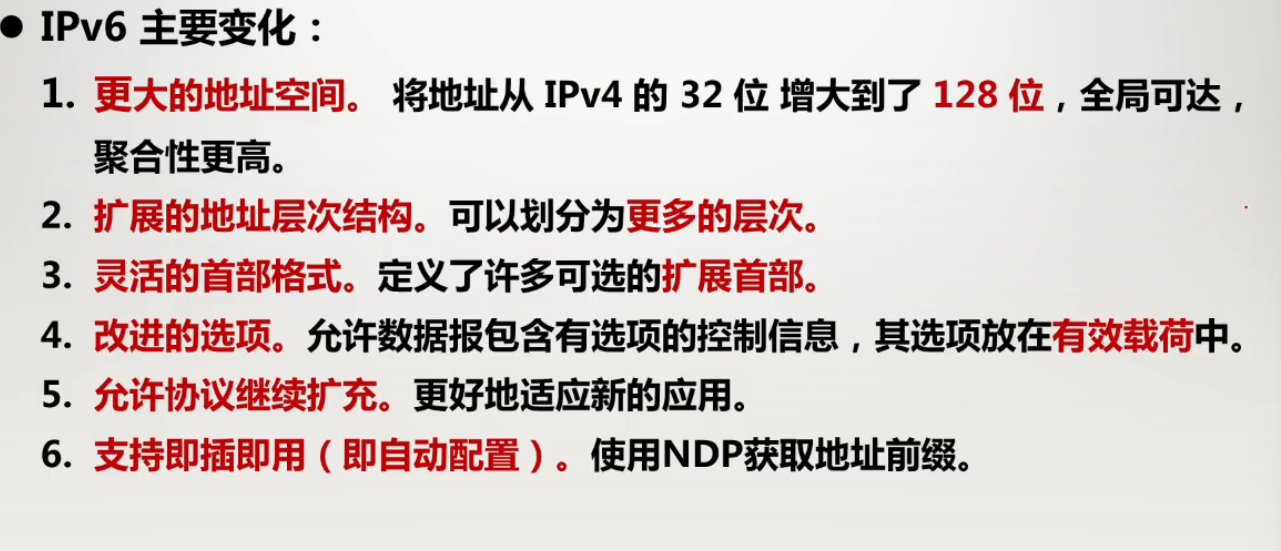 ● IPv6 主要变化：
1. 更大的地址空间。 将地址从 IPv4 的 32 位 增大到了 128 位，全局可达，
聚合性更高。
2. 扩展的地址层次结构。可以划分为更多的层次。
3. 灵活的首部格式。定义了许多可选的扩展首部。
4. 改进的选项。允许数据报包含有选项的控制信息，其选项放在有效载荷中。
5. 允许协议继续扩充。更好地适应新的应用。
6. 支持即插即用（即自动配置）。使用NDP获取地址前缀。